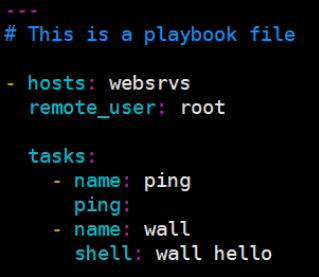 ---
# This is a playbook file
- hosts: websrvs
  remote_user: root
  tasks:
    - name: ping
      ping:
    - name: wall
      shell: wall hello